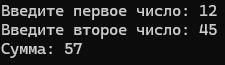 Введите первое число: 12
Введите второе число: 45
Сумма: 57